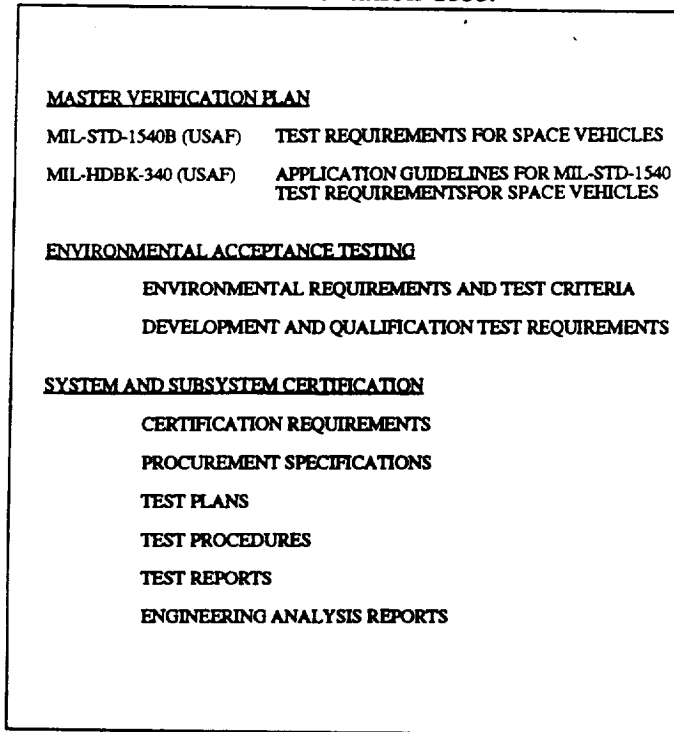 MASTER VERIFICATION PLAN
MIL-STD-1540B (USAF) TEST REQUIREMENTS FOR SPACE VEHICLES
MIL-HDBK-340 (USAF) APPLICATION GUIDELINES FOR MIL-STD-1540
TEST REQUIREMENTSFOR SPACE VEHICLES
ENVIRONMENTAL ACCEPTANCE TESTING
ENVIRONMENTAL REQUIREMENTS AND TEST CRITERIA
DEVELOPMENT AND QUALIFICATION TEST REQUIREMENTS
SYSTEM AND SUBSYSTEM CERTIFICATION
CERTIFICATION REQUIREMENTS
PROCUREMENT SPECIFICATIONS
TEST PLANS
TEST PROCEDURES
TEST REPORTS
ENGINEERING ANALYSIS REPORTS